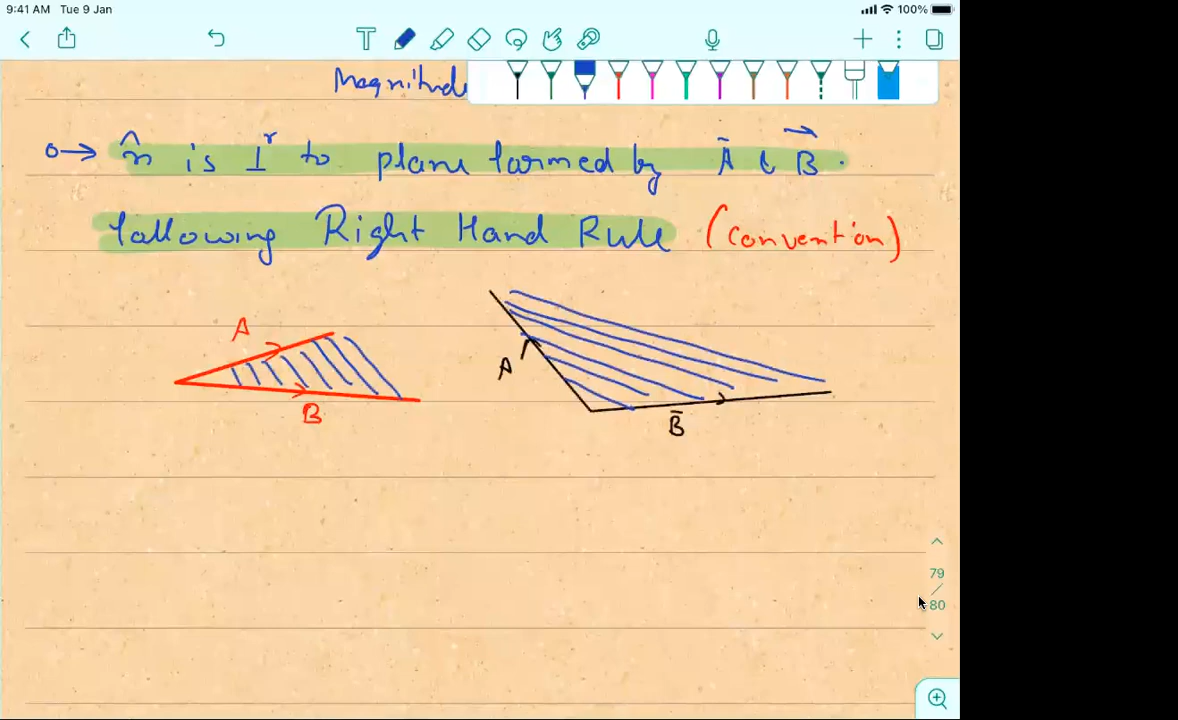 9:41 AM Tue 9 Jan
100%
Magnitude
n̂ is ⊥ʳ to plane formed by Ā & B⃗.
following Right Hand Rule (convention)
A
B
A
B̄
79
/
80